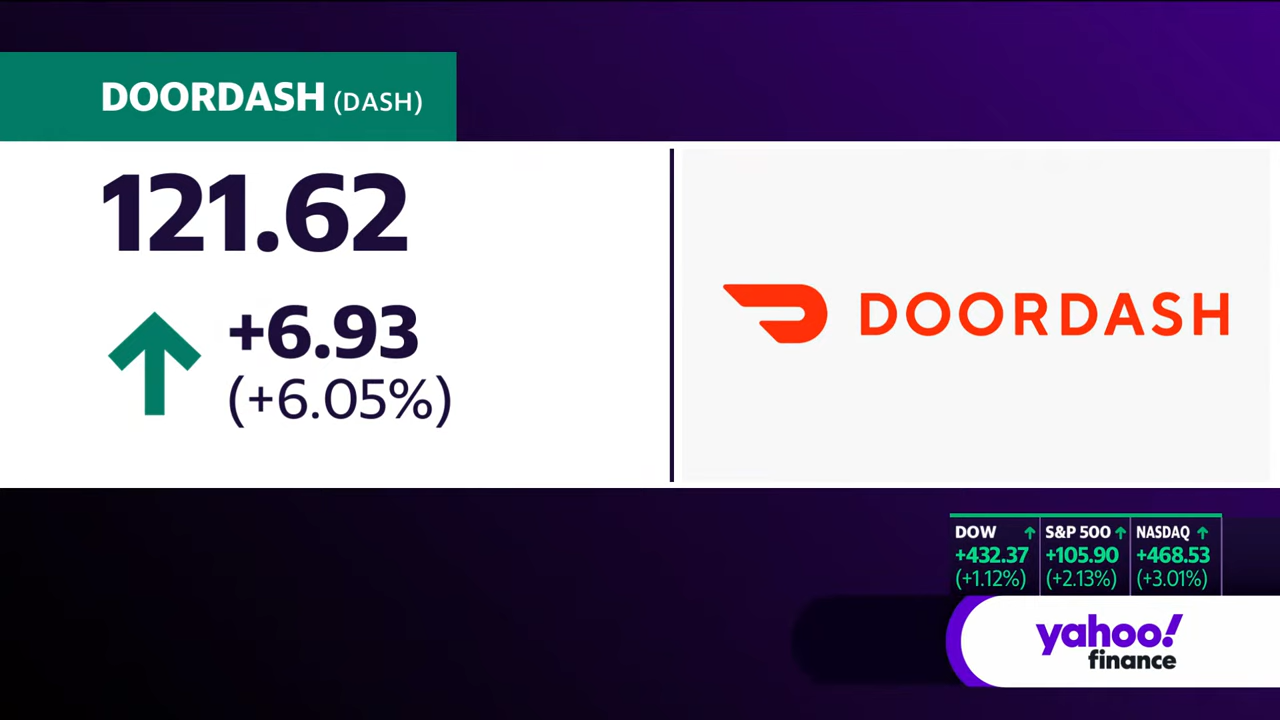 DOORDASH (DASH)
121.62
+6.93
(+6.05%)
DOORDASH
DOW
+432.37
(+1.12%)
S&P 500
+105.90
(+2.13%)
NASDAQ
+468.53
(+3.01%)
yahoo!
finance